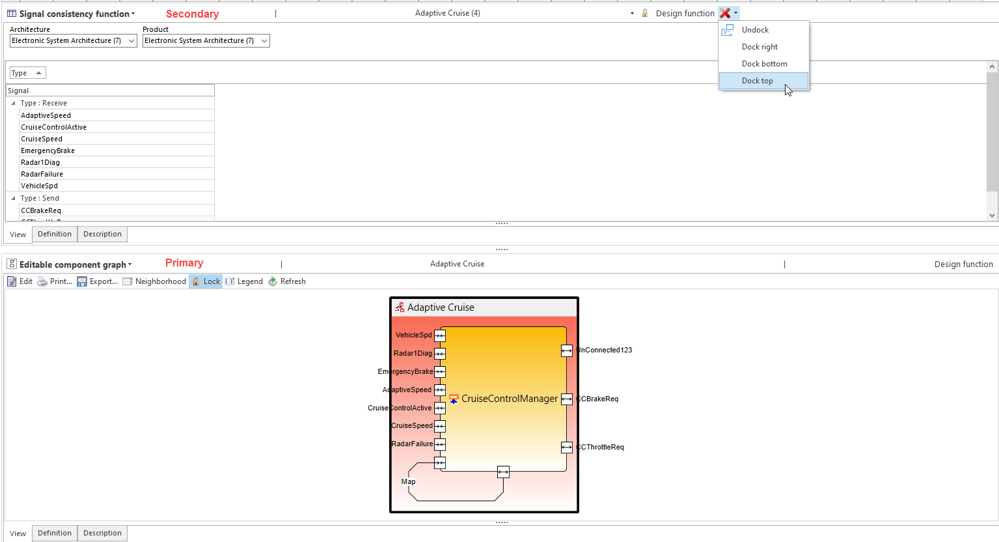 Signal consistency function
Secondary
Adaptive Cruise (4)
Design function
Undock
Dock right
Dock bottom
Dock top
Architecture
Product
Electronic System Architecture (7)
Electronic System Architecture (7)
Type
Signal
Type : Receive
AdaptiveSpeed
CruiseControlActive
CruiseSpeed
EmergencyBrake
Radar1Diag
RadarFailure
VehicleSpd
Type : Send
CCBrakeReq
View
Definition
Description
Editable component graph
Primary
Adaptive Cruise
Design function
Edit
Print...
Export...
Neighborhood
Lock
Legend
Refresh
Adaptive Cruise
VehicleSpd
Radar1Diag
EmergencyBrake
AdaptiveSpeed
CruiseControlActive
CruiseSpeed
RadarFailure
Map
CruiseControlManager
UnConnected123
CCBrakeReq
CCThrottleReq
View
Definition
Description